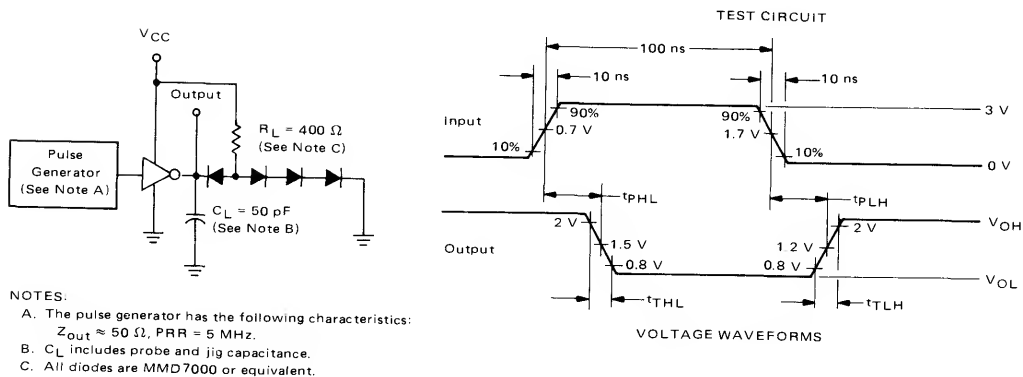 TEST CIRCUIT
VCC
Output
RL = 400 Ω
(See Note C)
Pulse
Generator
(See Note A)
CL = 50 pF
(See Note B)
100 ns
10 ns
10 ns
Input
90%
0.7 V
10%
90%
1.7 V
10%
3 V
0 V
tPHL
tPLH
Output
2 V
1.5 V
0.8 V
2 V
1.2 V
0.8 V
VOH
VOL
tTHL
tTLH
VOLTAGE WAVEFORMS
NOTES:
A. The pulse generator has the following characteristics:
Zout ≈ 50 Ω, PRR = 5 MHz.
B. CL includes probe and jig capacitance.
C. All diodes are MMD7000 or equivalent.